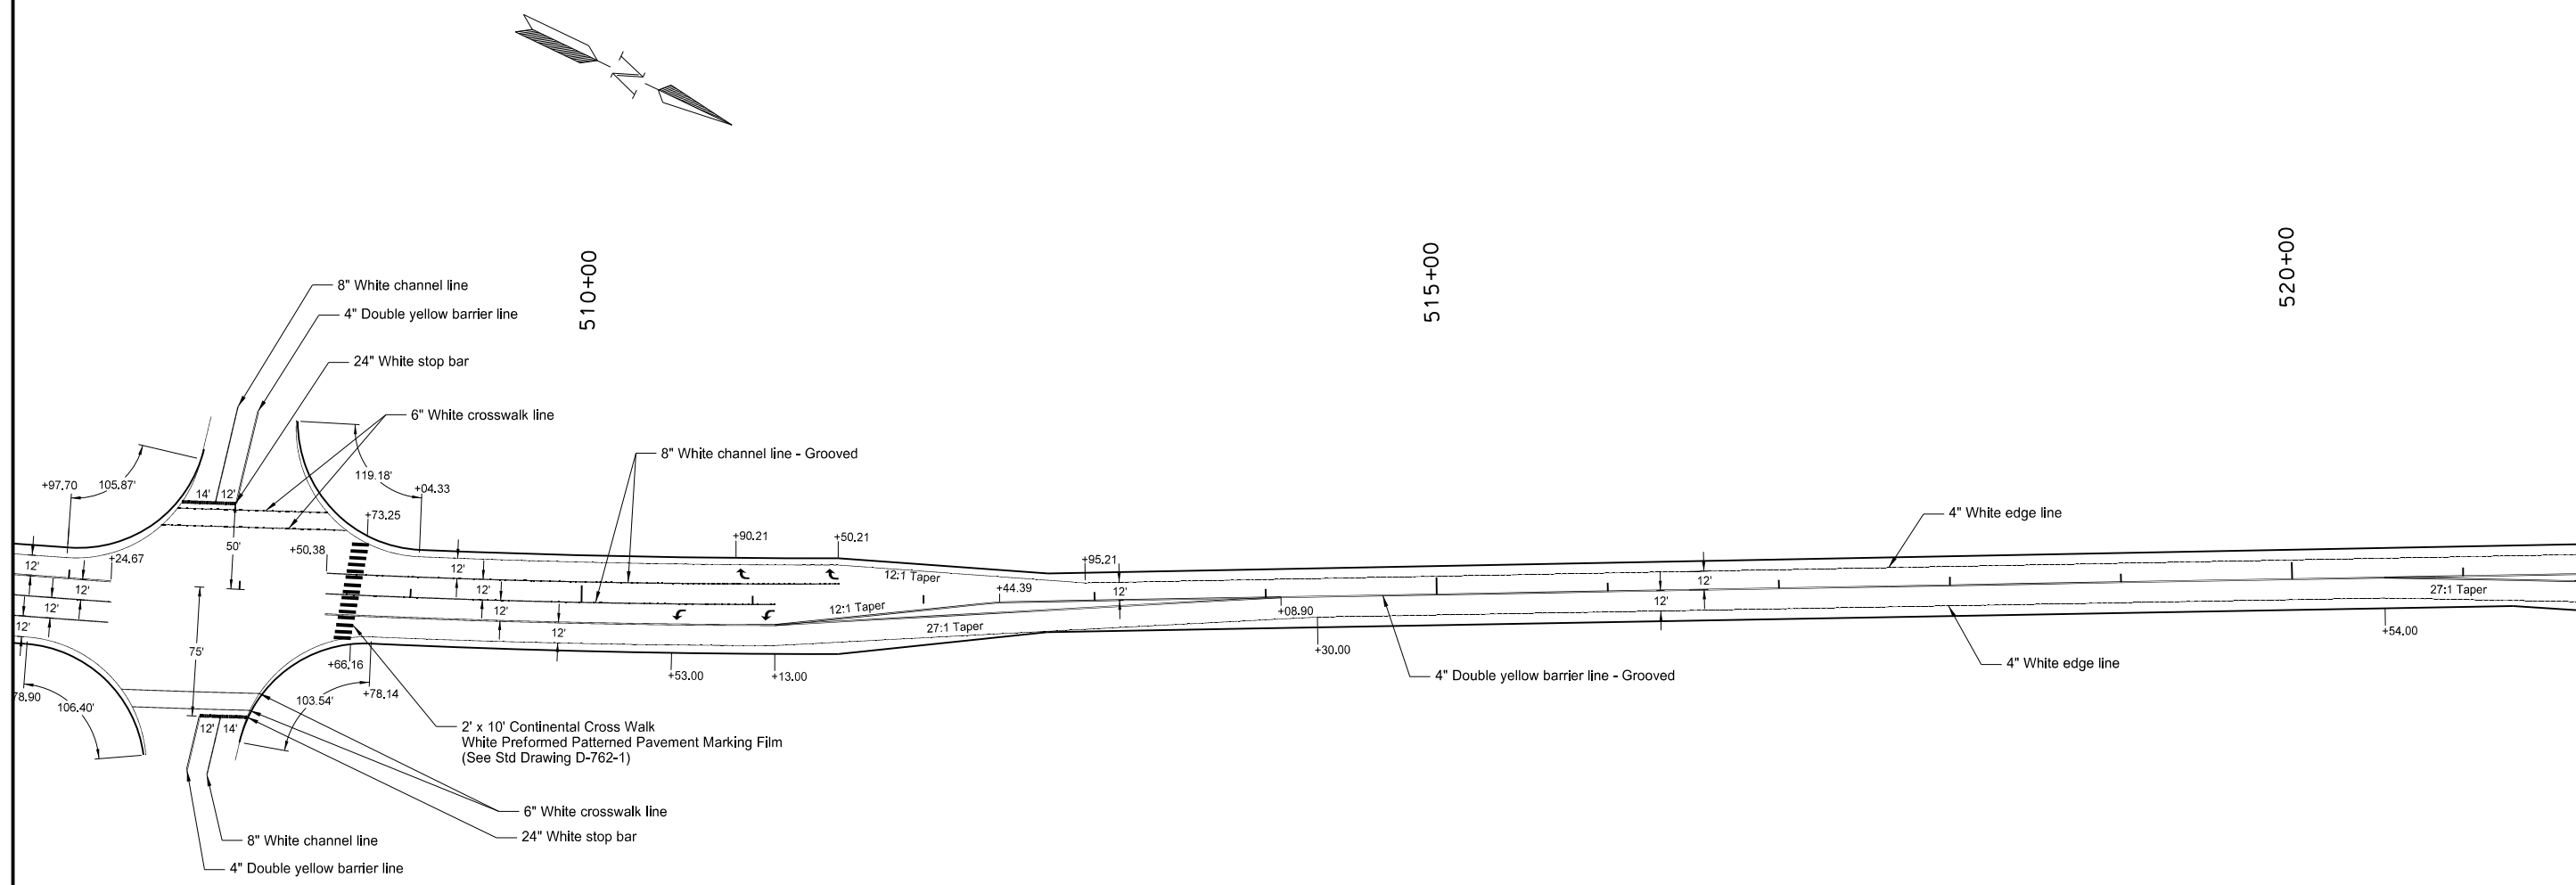 N
510+00
515+00
520+00
8" White channel line
4" Double yellow barrier line
24" White stop bar
6" White crosswalk line
8" White channel line - Grooved
+97.70
105.87'
14'
12'
119.18'
+04.33
+73.25
50'
+50.38
+24.67
12'
12'
12'
12'
+90.21
+50.21
12'
12'
12'
12'
12:1 Taper
+95.21
+44.39
12'
12:1 Taper
27:1 Taper
+08.90
+30.00
4" White edge line
12'
12'
27:1 Taper
+54.00
4" White edge line
4" Double yellow barrier line - Grooved
75'
+66.16
+78.14
103.54'
+53.00
+13.00
78.90
106.40'
12'
14'
2' x 10' Continental Cross Walk
White Preformed Patterned Pavement Marking Film
(See Std Drawing D-762-1)
6" White crosswalk line
24" White stop bar
8" White channel line
4" Double yellow barrier line